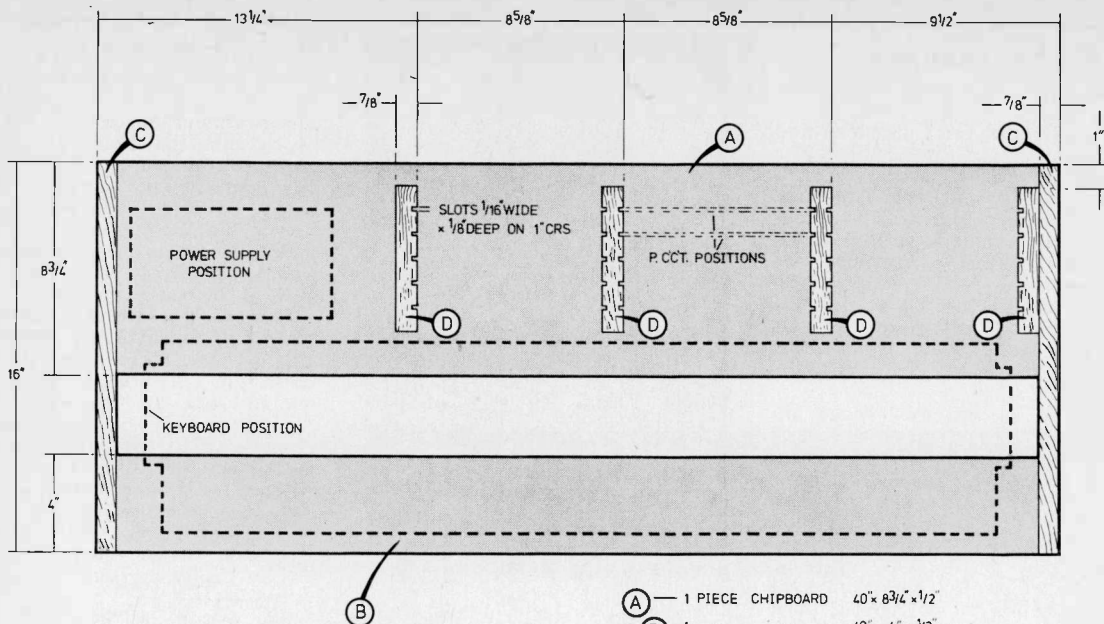 13 1/4"
8 5/8"
8 5/8"
9 1/2"
7/8"
7/8"
1"
C
A
C
SLOTS 1/16" WIDE
× 1/8" DEEP ON 1" CRS
POWER SUPPLY
POSITION
P. CCT. POSITIONS
8 3/4"
D
D
D
D
16"
KEYBOARD POSITION
4"
B
A — 1 PIECE CHIPBOARD 40" × 8 3/4" × 1/2"